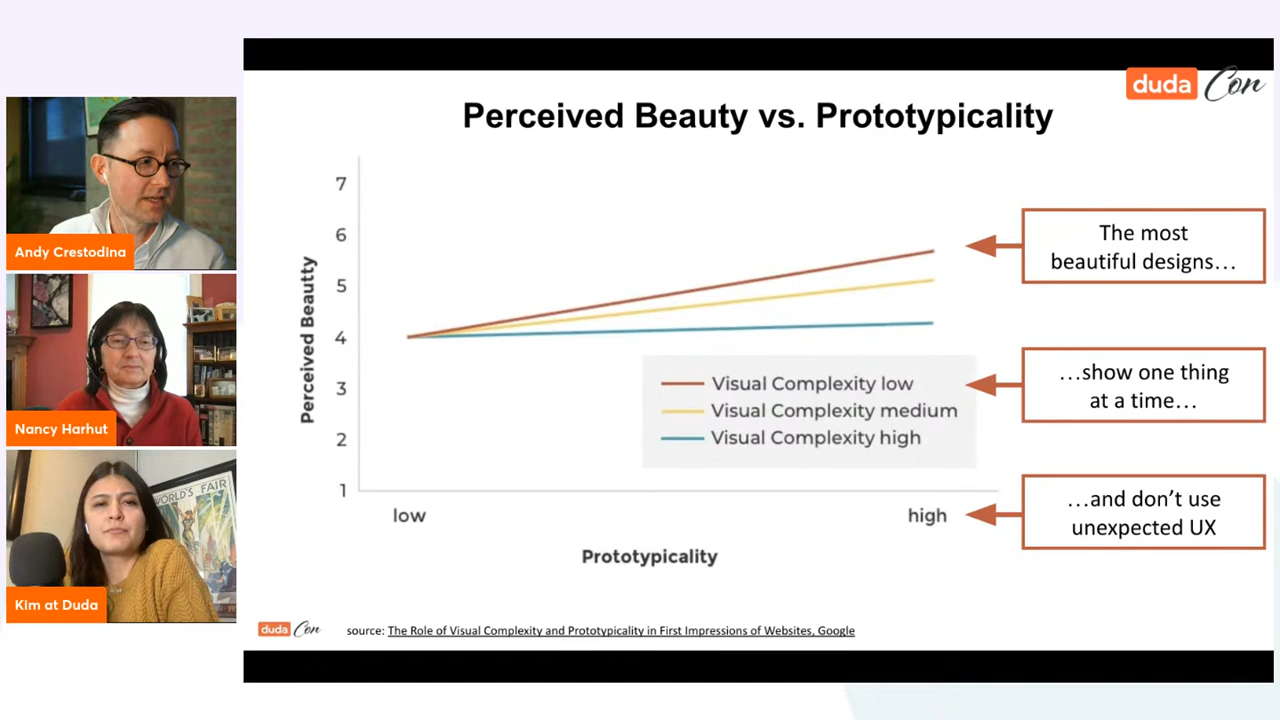 duda Con
Perceived Beauty vs. Prototypicality
7
6
5
4
3
2
1
Perceived Beautty
low
high
Prototypicality
Visual Complexity low
Visual Complexity medium
Visual Complexity high
The most
beautiful designs…
…show one thing
at a time…
…and don’t use
unexpected UX
duda Con
source: The Role of Visual Complexity and Prototypicality in First Impressions of Websites, Google
Andy Crestodina
Nancy Harhut
WORLD'S FAIR
Kim at Duda